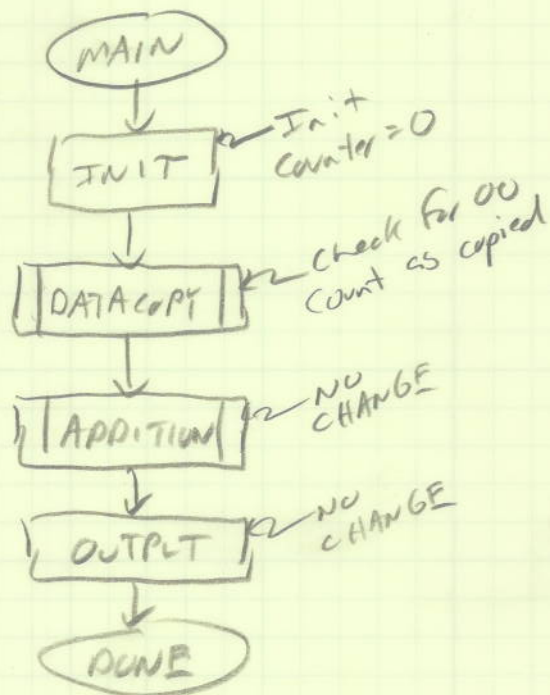 MAIN
INIT
Init
Counter = 0
DATACOPY
Check for 00
Count as copied
ADDITION
NO
CHANGE
OUTPUT
NO
CHANGE
DONE